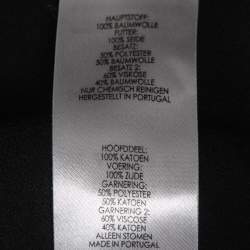 HAUPTSTOFF:
100% BAUMWOLLE
FUTTER:
100% SEIDE
BESATZ:
50% POLYESTER
50% BAUMWOLLE
BESATZ 2:
60% VISKOSE
40% BAUMWOLLE
NUR CHEMISCH REINIGEN
HERGESTELLT IN PORTUGAL
HOOFDDEEL:
100% KATOEN
VOERING:
100% ZIJDE
GARNERING:
50% POLYESTER
50% KATOEN
GARNERING 2:
60% VISCOSE
40% KATOEN
ALLEEN STOMEN
MADE IN PORTUGAL